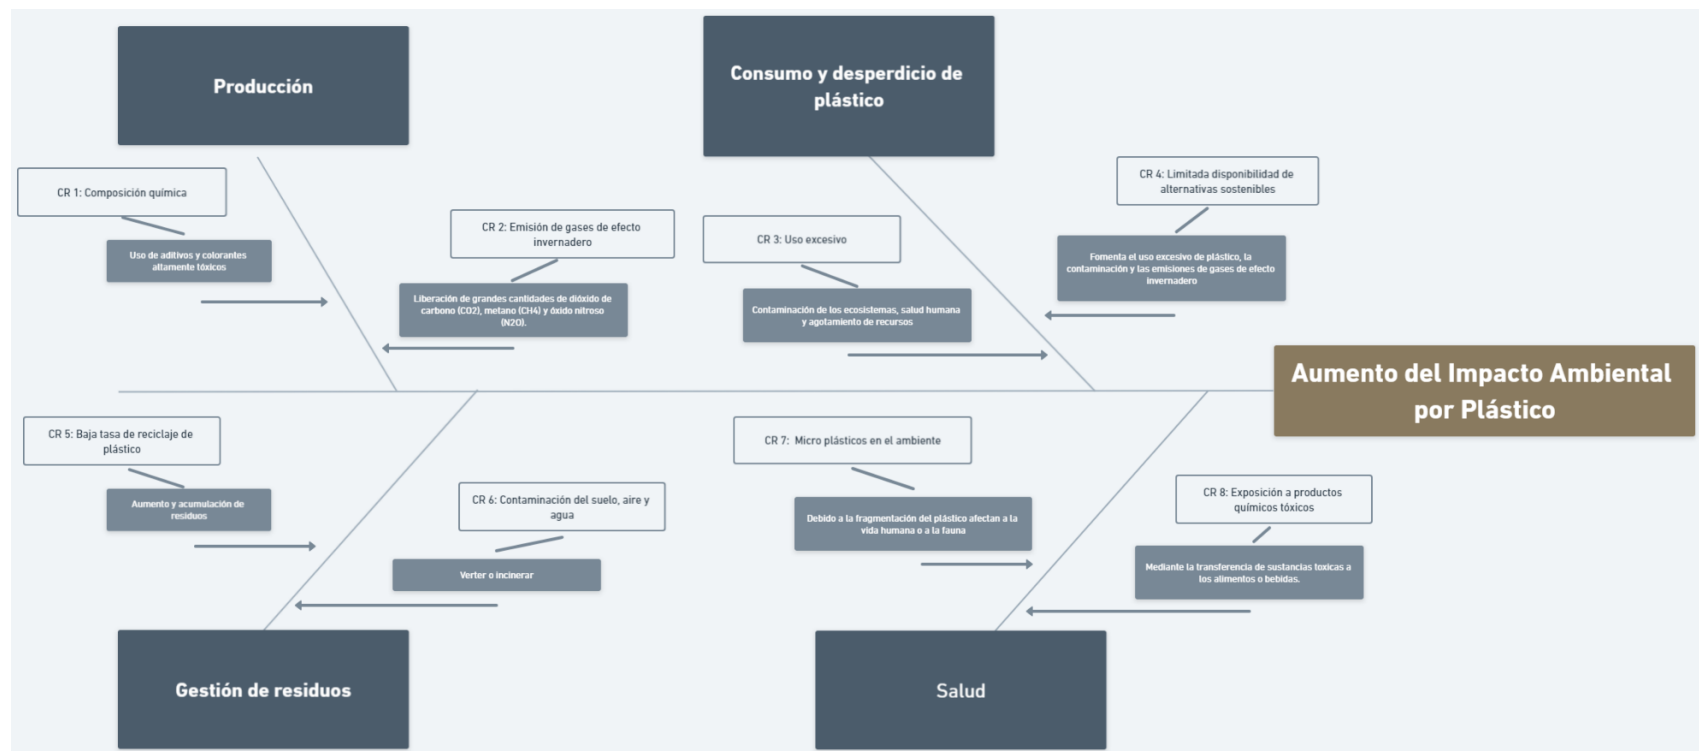 Producción
Consumo y desperdicio de
plástico
CR 1: Composición química
Uso de aditivos y colorantes
altamente tóxicos
CR 2: Emisión de gases de efecto
invernadero
Liberación de grandes cantidades de dióxido de
carbono (CO2), metano (CH4) y óxido nitroso
(N2O).
CR 3: Uso excesivo
Contaminación de los ecosistemas, salud humana
y agotamiento de recursos
CR 4: Limitada disponibilidad de
alternativas sostenibles
Fomenta el uso excesivo de plástico, la
contaminación y las emisiones de gases de efecto
invernadero
Aumento del Impacto Ambiental
por Plástico
CR 5: Baja tasa de reciclaje de
plástico
Aumento y acumulación de
residuos
CR 6: Contaminación del suelo, aire y
agua
Verter o incinerar
CR 7: Micro plásticos en el ambiente
Debido a la fragmentación del plástico afectan a la
vida humana o a la fauna
CR 8: Exposición a productos
químicos tóxicos
Mediante la transferencia de sustancias toxicas a
los alimentos o bebidas.
Gestión de residuos
Salud